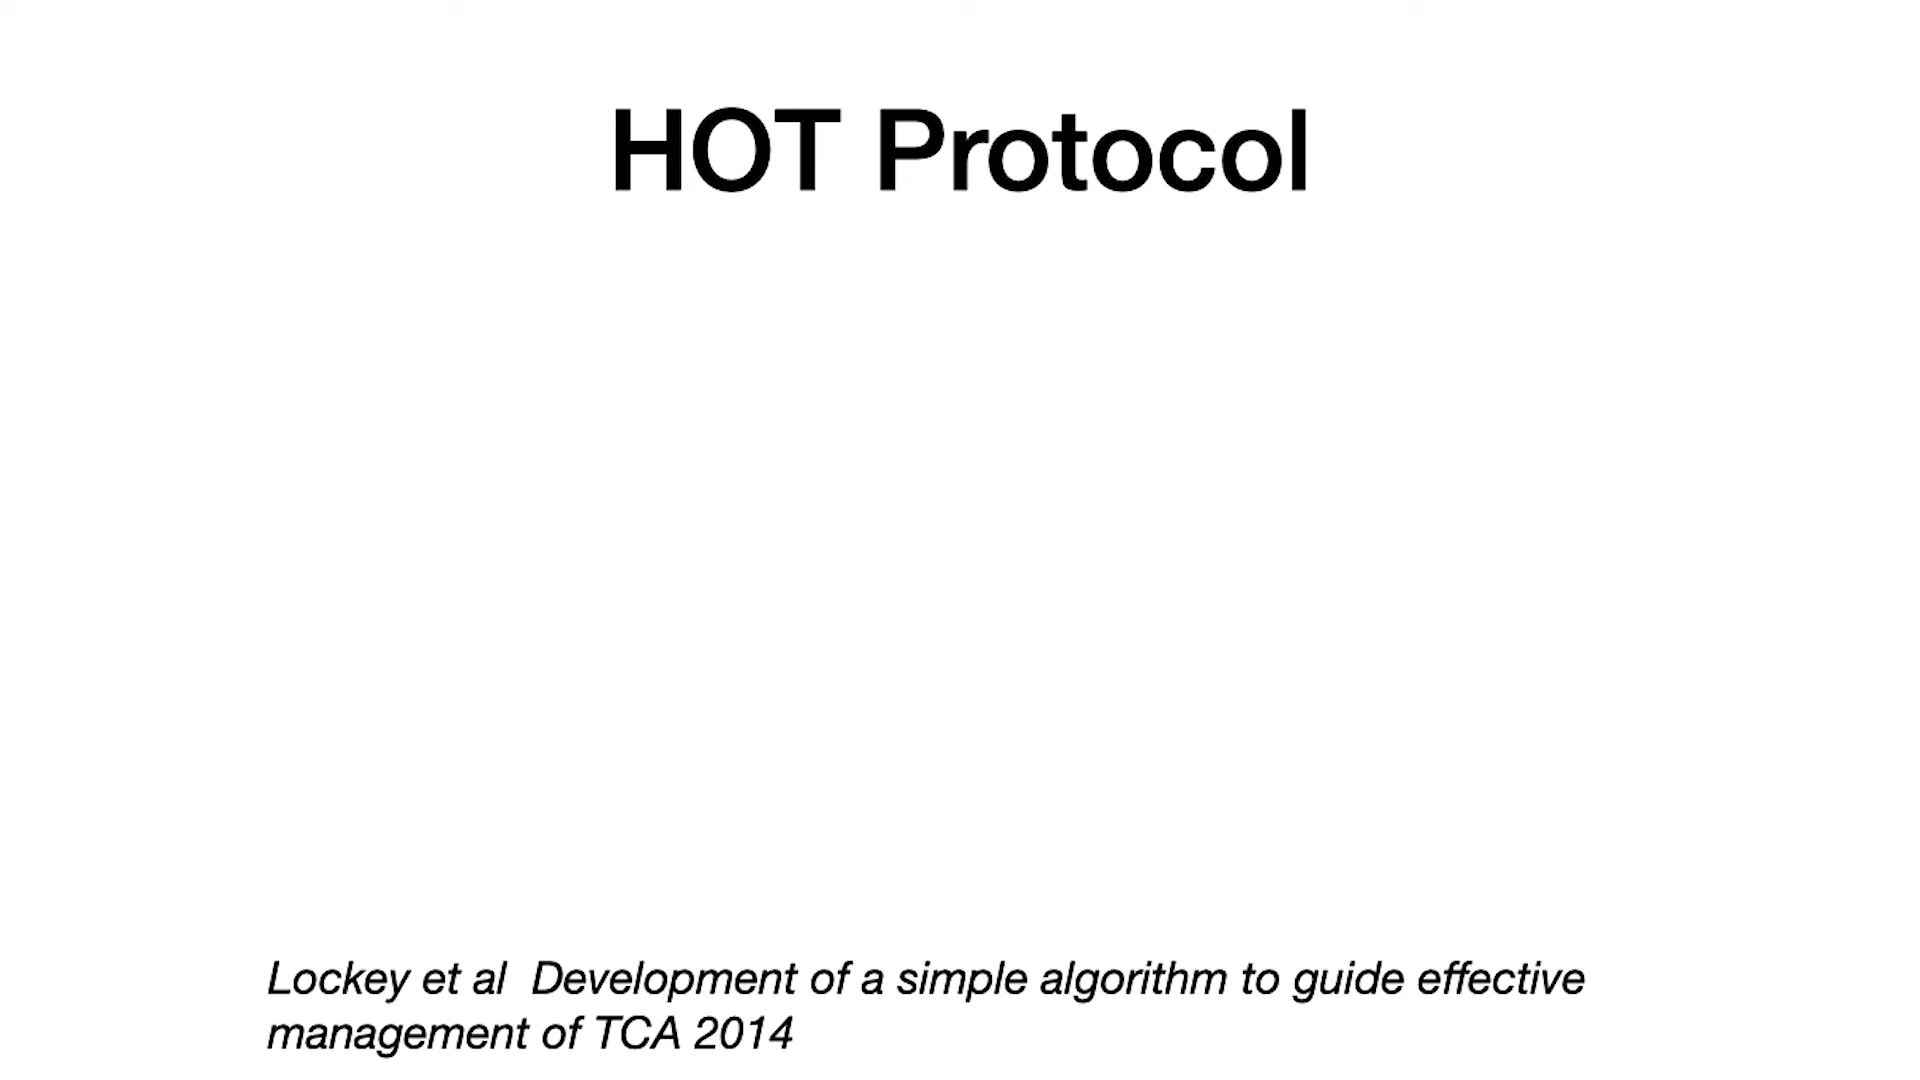 HOT Protocol
Lockey et al  Development of a simple algorithm to guide effective
management of TCA 2014